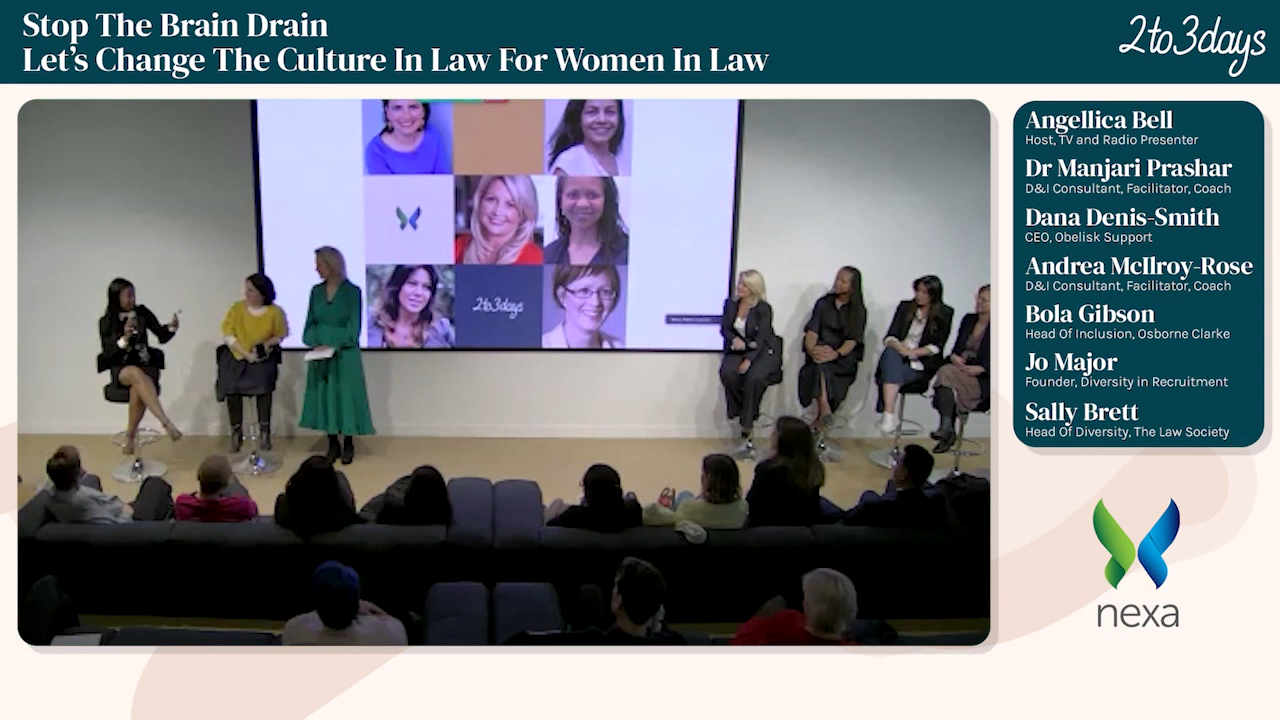 Stop The Brain Drain
Let's Change The Culture In Law For Women In Law
2to3days
Angellica Bell
Host, TV and Radio Presenter
Dr Manjari Prashar
D&I Consultant, Facilitator, Coach
Dana Denis-Smith
CEO, Obelisk Support
Andrea McIlroy-Rose
D&I Consultant, Facilitator, Coach
Bola Gibson
Head Of Inclusion, Osborne Clarke
Jo Major
Founder, Diversity in Recruitment
Sally Brett
Head Of Diversity, The Law Society
2to3days
nexa